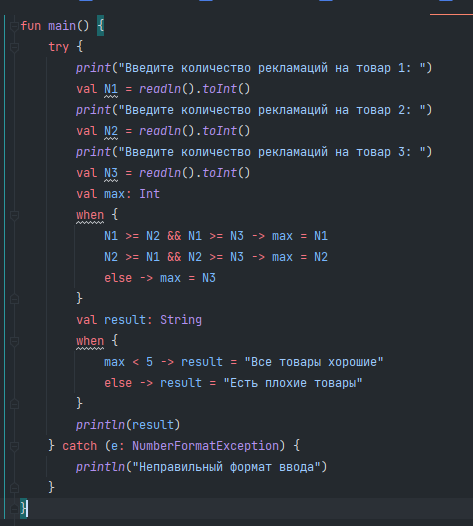 fun main() {
    try {
        print("Введите количество рекламаций на товар 1: ")
        val N1 = readln().toInt()
        print("Введите количество рекламаций на товар 2: ")
        val N2 = readln().toInt()
        print("Введите количество рекламаций на товар 3: ")
        val N3 = readln().toInt()
        val max: Int
        when {
            N1 >= N2 && N1 >= N3 -> max = N1
            N2 >= N1 && N2 >= N3 -> max = N2
            else -> max = N3
        }
        val result: String
        when {
            max < 5 -> result = "Все товары хорошие"
            else -> result = "Есть плохие товары"
        }
        println(result)
    } catch (e: NumberFormatException) {
        println("Неправильный формат ввода")
    }
}